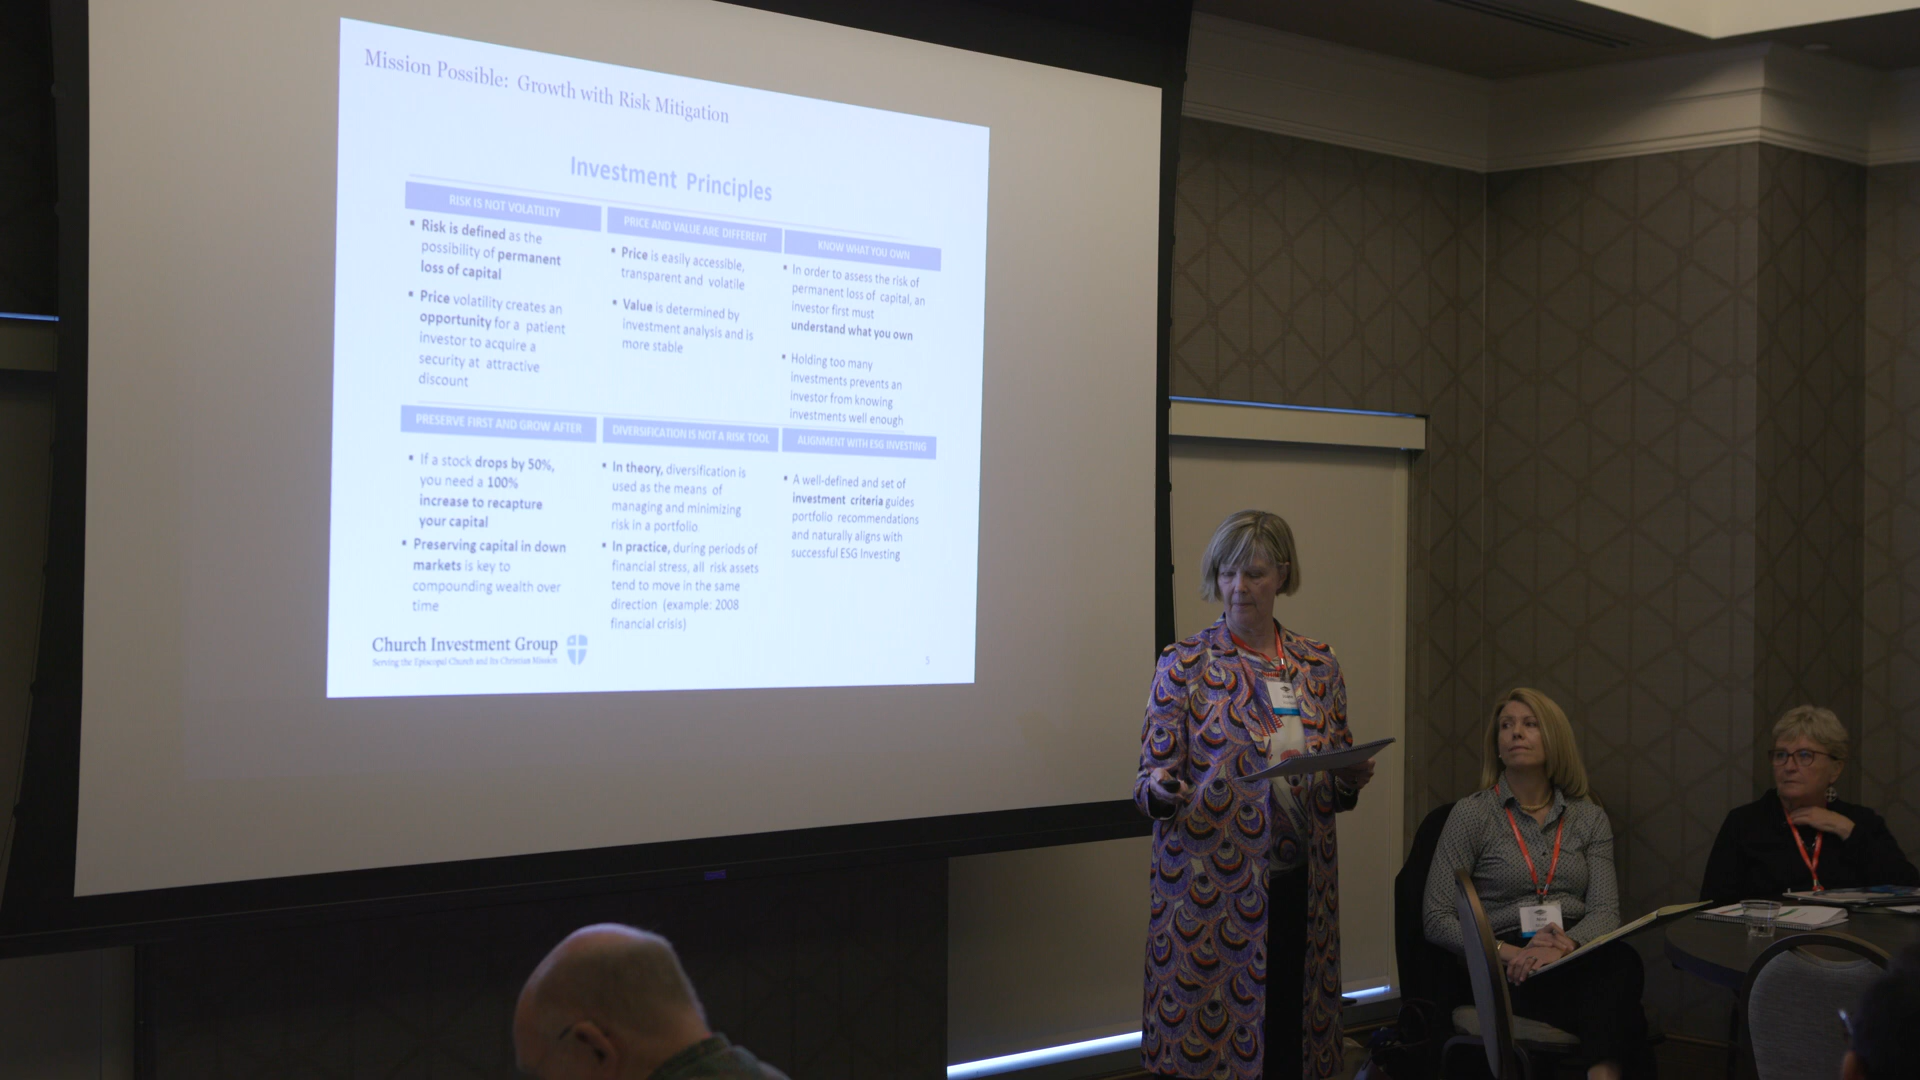 Mission Possible: Growth with Risk Mitigation
Investment Principles
RISK IS NOT VOLATILITY
▪ Risk is defined as the
possibility of permanent
loss of capital
▪ Price volatility creates an
opportunity for a patient
investor to acquire a
security at attractive
discount
PRICE AND VALUE ARE DIFFERENT
▪ Price is easily accessible,
transparent and volatile
▪ Value is determined by
investment analysis and is
more stable
KNOW WHAT YOU OWN
▪ In order to assess the risk of
permanent loss of capital, an
investor first must
understand what you own
▪ Holding too many
investments prevents an
investor from knowing
investments well enough
PRESERVE FIRST AND GROW AFTER
▪ If a stock drops by 50%,
you need a 100%
increase to recapture
your capital
▪ Preserving capital in down
markets is key to
compounding wealth over
time
DIVERSIFICATION IS NOT A RISK TOOL
▪ In theory, diversification is
used as the means of
managing and minimizing
risk in a portfolio
▪ In practice, during periods of
financial stress, all risk assets
tend to move in the same
direction (example: 2008
financial crisis)
ALIGNMENT WITH ESG INVESTING
▪ A well-defined and set of
investment criteria guides
portfolio recommendations
and naturally aligns with
successful ESG Investing
Church Investment Group
Serving the Episcopal Church and Its Christian Mission
5